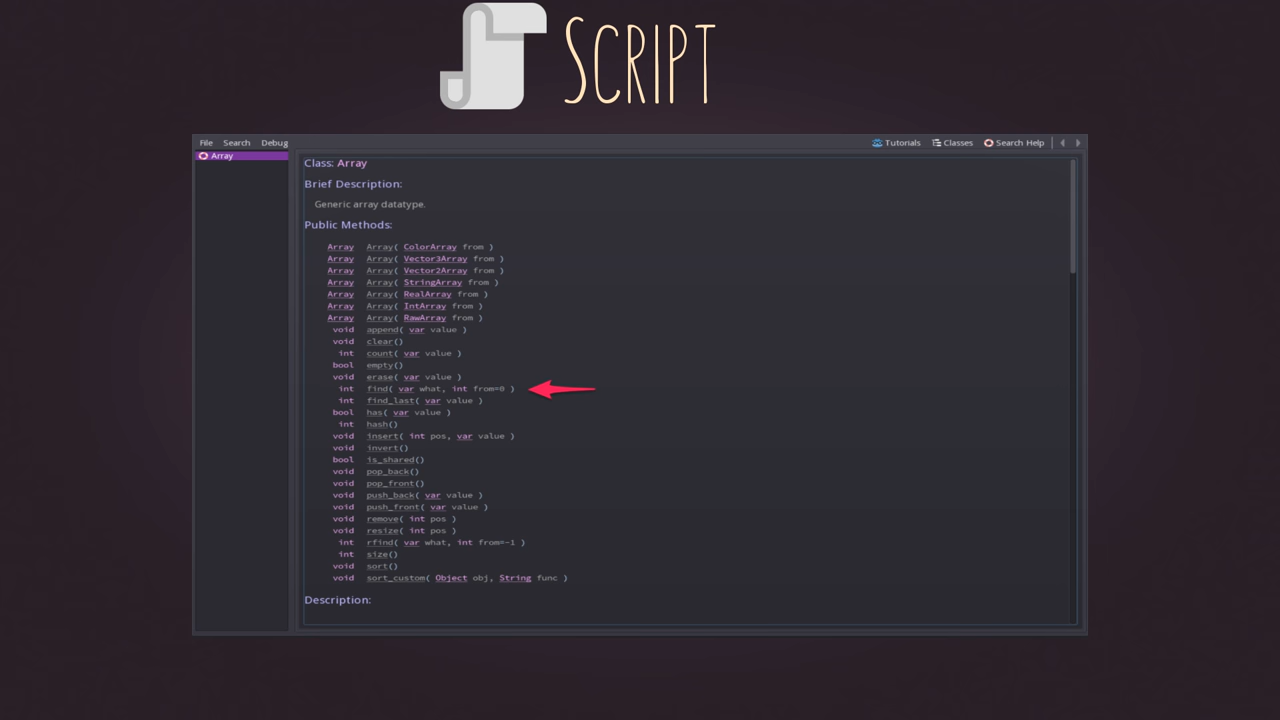 Script
File Search Debug Tutorials Classes Search Help
Array
Class: Array
Brief Description:
Generic array datatype.
Public Methods:
Array Array( ColorArray from )
Array Array( Vector3Array from )
Array Array( Vector2Array from )
Array Array( StringArray from )
Array Array( RealArray from )
Array Array( IntArray from )
Array Array( RawArray from )
void append( var value )
void clear()
int count( var value )
bool empty()
void erase( var value )
int find( var what, int from=0 )
int find_last( var value )
bool has( var value )
int hash()
void insert( int pos, var value )
void invert()
bool is_shared()
void pop_back()
void pop_front()
void push_back( var value )
void push_front( var value )
void remove( int pos )
void resize( int pos )
int rfind( var what, int from=-1 )
int size()
void sort()
void sort_custom( Object obj, String func )
Description: